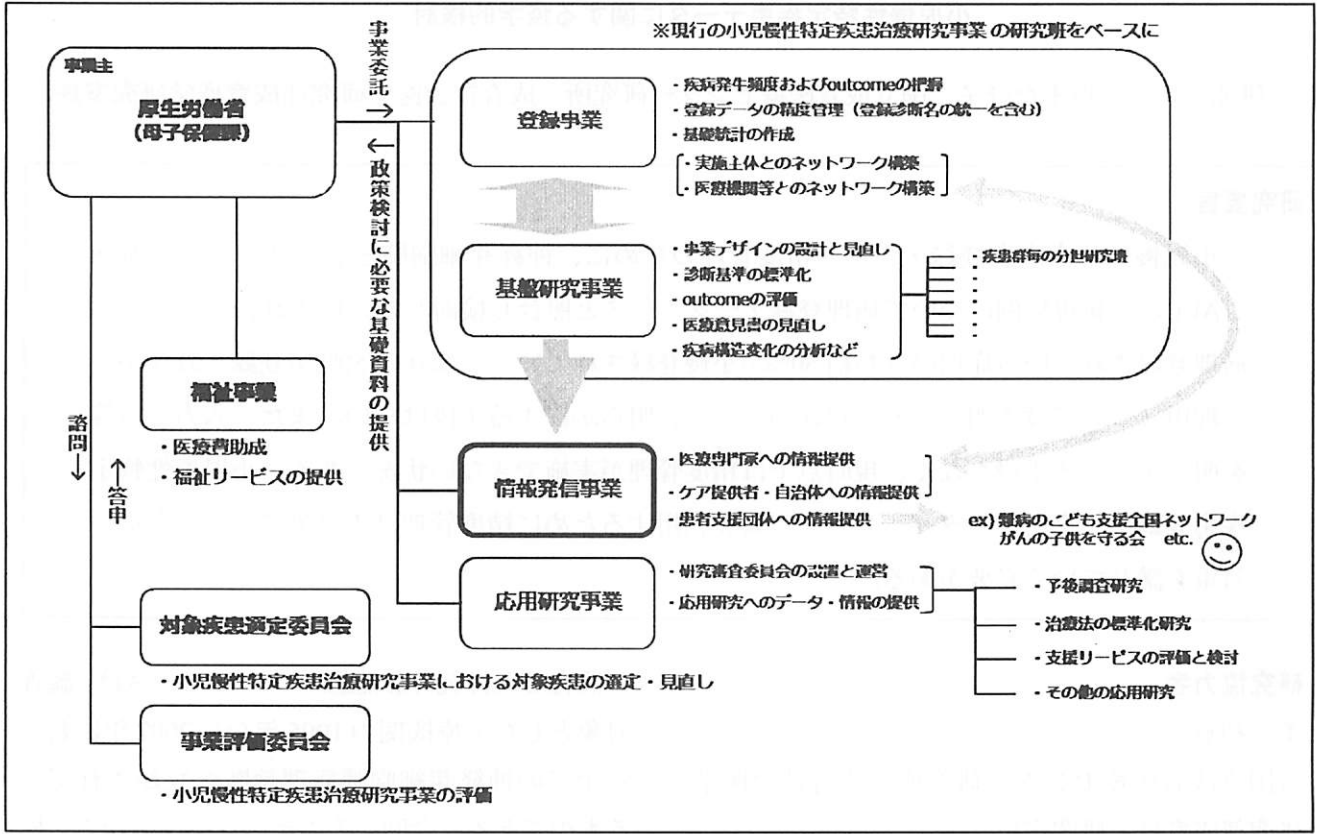 ※現行の小児慢性特定疾患治療研究事業の研究班をベースに
事業主
厚生労働省
(母子保健課)
事業委託
→
←
政策検討に必要な基礎資料の提供
登録事業
・疾病発生頻度およびoutcomeの把握
・登録データの精度管理(登録診断名の統一を含む)
・基礎統計の作成
・実施主体とのネットワーク構築
・医療機関等とのネットワーク構築
基盤研究事業
・事業デザインの設計と見直し
・診断基準の標準化
・outcomeの評価
・医療意見書の見直し
・疾病構造変化の分析など
疾患群毎の分担研究班
福祉事業
・医療費助成
・福祉サービスの提供
諮問→
←答申
情報発信事業
・医療専門家への情報提供
・ケア提供者・自治体への情報提供
・患者支援団体への情報提供
ex) 難病のこども支援全国ネットワーク
がんの子供を守る会 etc.
応用研究事業
・研究審査委員会の設置と運営
・応用研究へのデータ・情報の提供
・予後調査研究
・治療法の標準化研究
・支援サービスの評価と検討
・その他の応用研究
対象疾患選定委員会
・小児慢性特定疾患治療研究事業における対象疾患の選定・見直し
事業評価委員会
・小児慢性特定疾患治療研究事業の評価